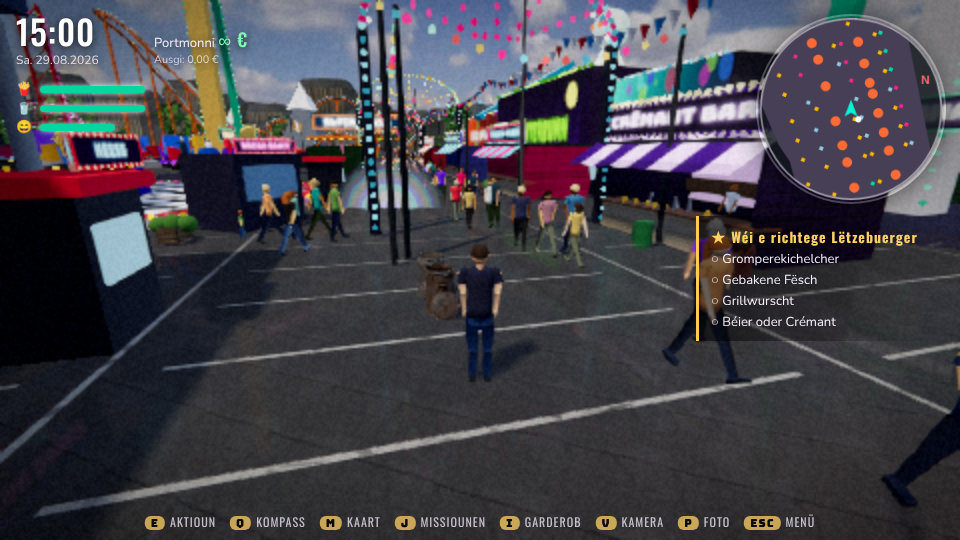 15:00
Sa. 29.08.2026
Portmonni ∞ €
Ausgi: 0,00 €
N
CRÉMANT BAR
★ Wéi e richtege Lëtzebuerger
○ Gromperekichelcher
○ Gebakene Fësch
○ Grillwurscht
○ Béier oder Crémant
E AKTIOUN Q KOMPASS M KAART J MISSIOUNEN I GARDEROB V KAMERA P FOTO ESC MENÜ